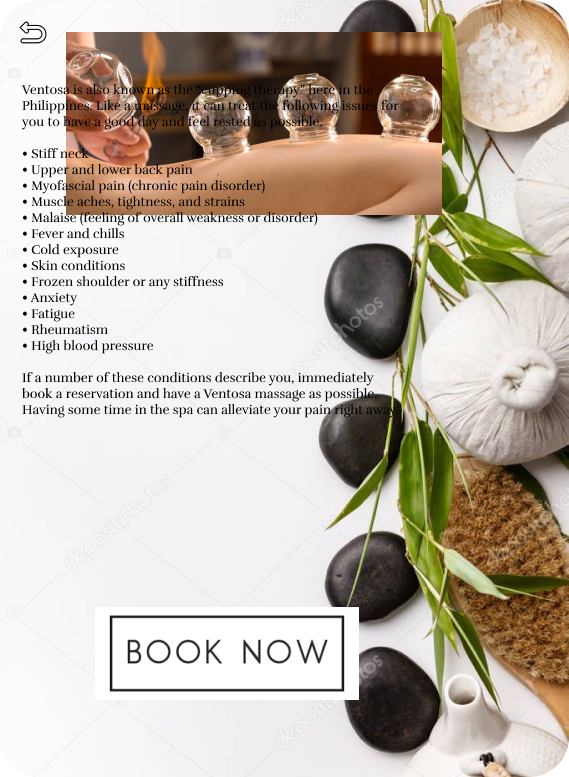 Ventosa is also known as the "cupping therapy" here in the
Philippines. Like a massage, it can treat the following issues for
you to have a good day and feel rested as possible.
• Stiff neck
• Upper and lower back pain
• Myofascial pain (chronic pain disorder)
• Muscle aches, tightness, and strains
• Malaise (feeling of overall weakness or disorder)
• Fever and chills
• Cold exposure
• Skin conditions
• Frozen shoulder or any stiffness
• Anxiety
• Fatigue
• Rheumatism
• High blood pressure
If a number of these conditions describe you, immediately
book a reservation and have a Ventosa massage as possible.
Having some time in the spa can alleviate your pain right away.
BOOK NOW
depositphotos
depositphotos
depositphotos
depositphotos